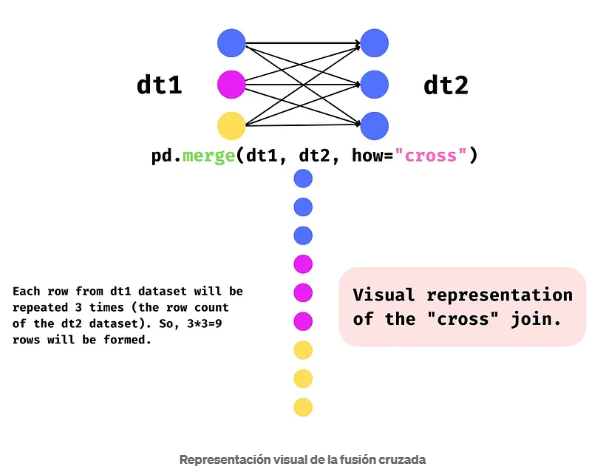 dt1
dt2
pd.merge(dt1, dt2, how="cross")
Each row from dt1 dataset will be
repeated 3 times (the row count
of the dt2 dataset). So, 3*3=9
rows will be formed.
Visual representation
of the "cross" join.
Representación visual de la fusión cruzada